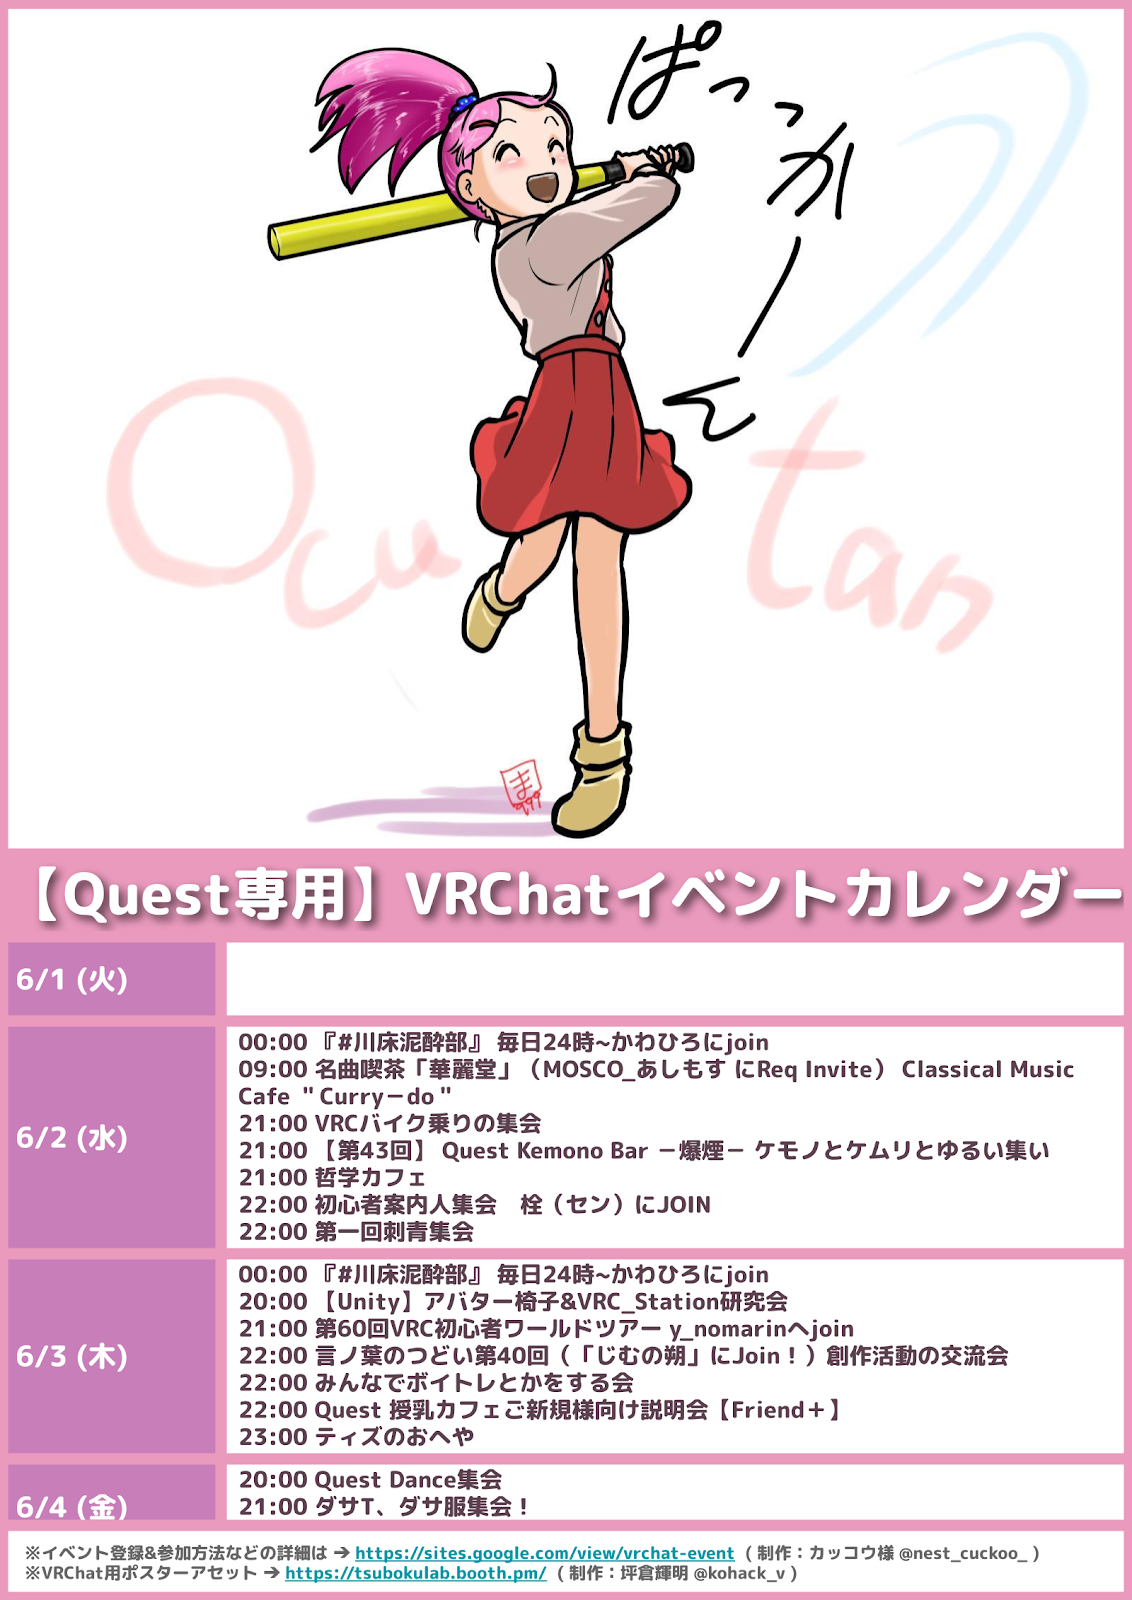 ぱっっかーん
Ocutan
ま
999
【Quest専用】VRChatイベントカレンダー
6/1 (火)
6/2 (水)
00:00 『#川床泥酔部』 毎日24時~かわひろにjoin
09:00 名曲喫茶「華麗堂」（MOSCO_あしもす にReq Invite） Classical Music
Cafe ＂Curry－do＂
21:00 VRCバイク乗りの集会
21:00 【第43回】 Quest Kemono Bar －爆煙－ ケモノとケムリとゆるい集い
21:00 哲学カフェ
22:00 初心者案内人集会　栓（セン）にJOIN
22:00 第一回刺青集会
6/3 (木)
00:00 『#川床泥酔部』 毎日24時~かわひろにjoin
20:00 【Unity】アバター椅子&VRC_Station研究会
21:00 第60回VRC初心者ワールドツアー y_nomarinへjoin
22:00 言ノ葉のつどい第40回（「じむの朔」にJoin！）創作活動の交流会
22:00 みんなでボイトレとかをする会
22:00 Quest 授乳カフェご新規様向け説明会【Friend＋】
23:00 ティズのおへや
6/4 (金)
20:00 Quest Dance集会
21:00 ダサT、ダサ服集会！
※イベント登録&参加方法などの詳細は ➔ https://sites.google.com/view/vrchat-event （ 制作：カッコウ様 @nest_cuckoo_ ）
※VRChat用ポスターアセット ➔ https://tsubokulab.booth.pm/ （ 制作：坪倉輝明 @kohack_v ）